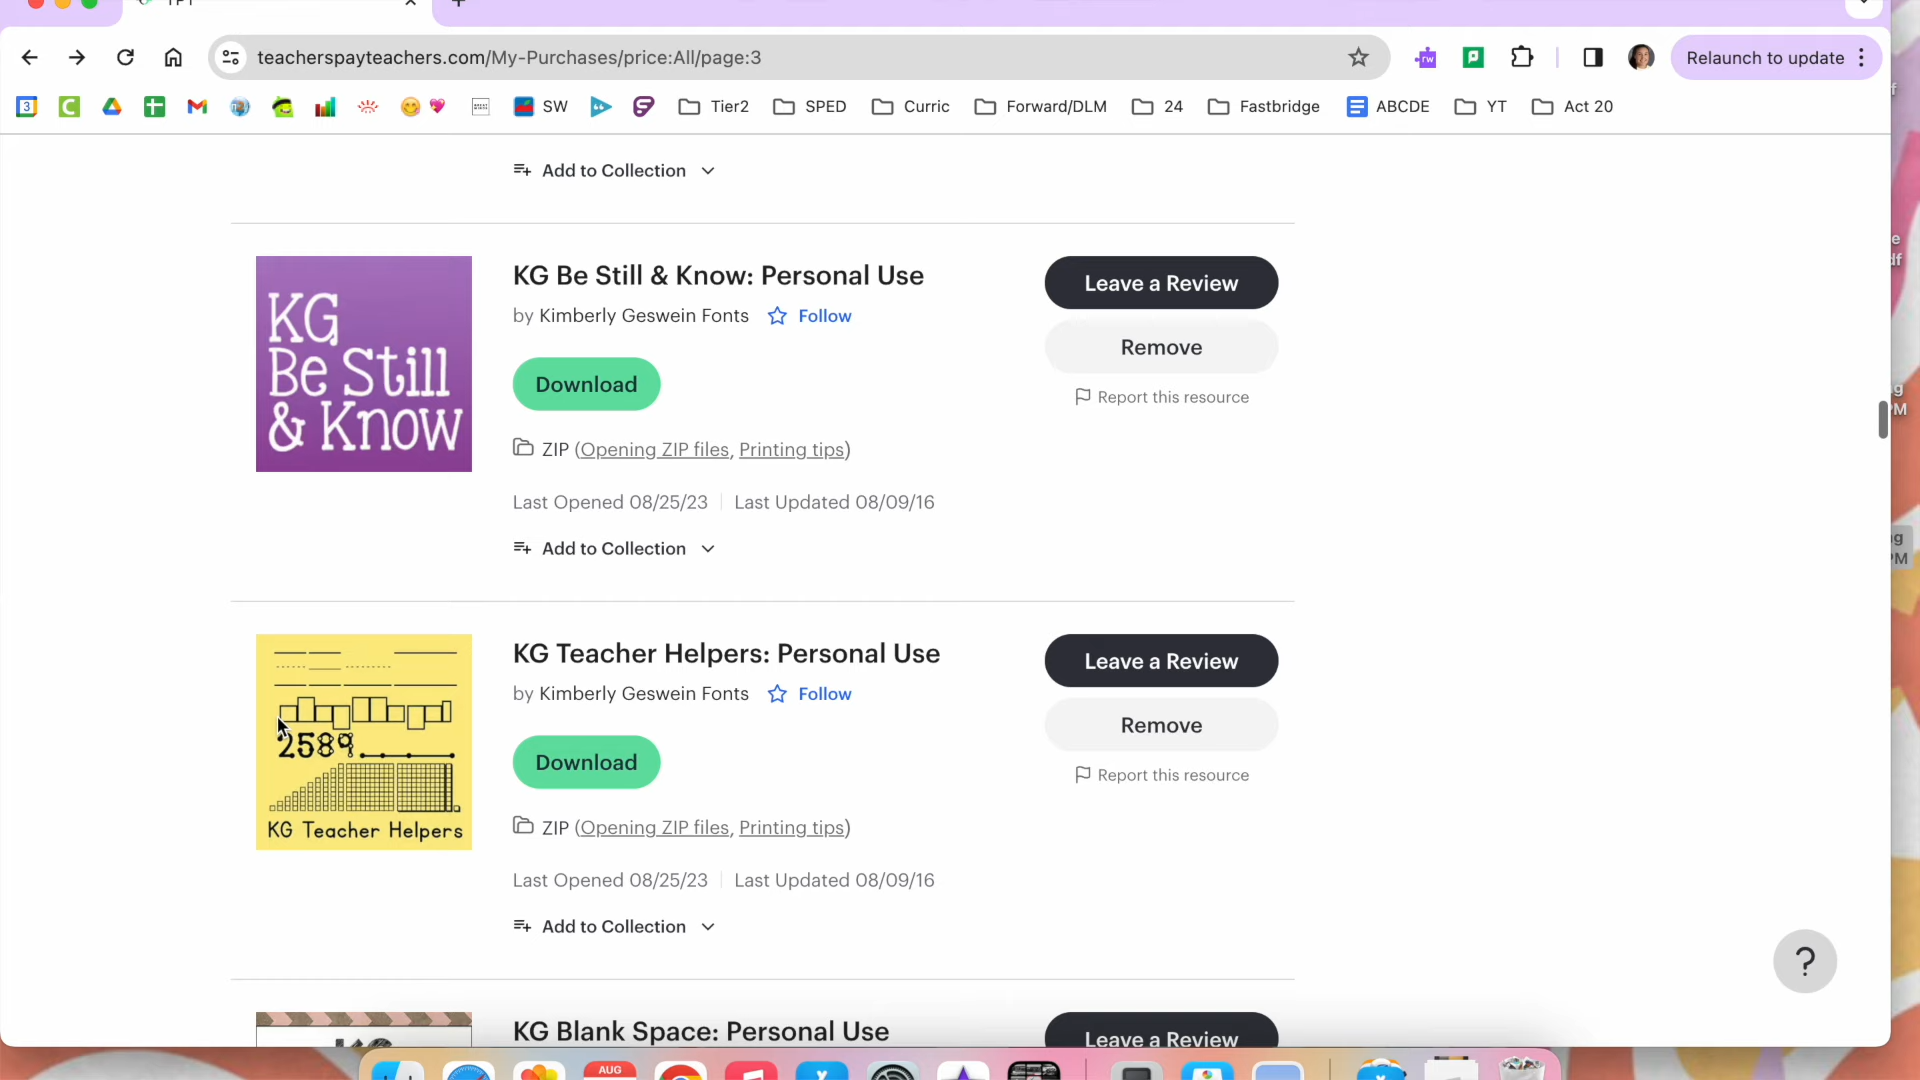 teacherspayteachers.com/My-Purchases/price:All/page:3
rw
Relaunch to update
3
SW
Tier2
SPED
Curric
Forward/DLM
24
Fastbridge
ABCDE
YT
Act 20
Add to Collection
KG
Be Still
& Know
KG Be Still & Know: Personal Use
by Kimberly Geswein Fonts Follow
Download
ZIP (Opening ZIP files, Printing tips)
Last Opened 08/25/23 Last Updated 08/09/16
Add to Collection
Leave a Review
Remove
Report this resource
2589
KG Teacher Helpers
KG Teacher Helpers: Personal Use
by Kimberly Geswein Fonts Follow
Download
ZIP (Opening ZIP files, Printing tips)
Last Opened 08/25/23 Last Updated 08/09/16
Add to Collection
Leave a Review
Remove
Report this resource
KG Blank Space: Personal Use
Leave a Review
?
AUG